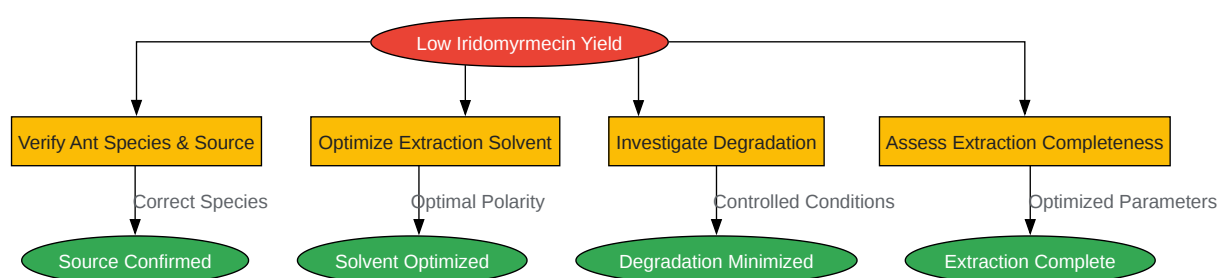 Low Iridomyrmecin Yield
Verify Ant Species & Source
Optimize Extraction Solvent
Investigate Degradation
Assess Extraction Completeness
Correct Species
Optimal Polarity
Controlled Conditions
Optimized Parameters
Source Confirmed
Solvent Optimized
Degradation Minimized
Extraction Complete